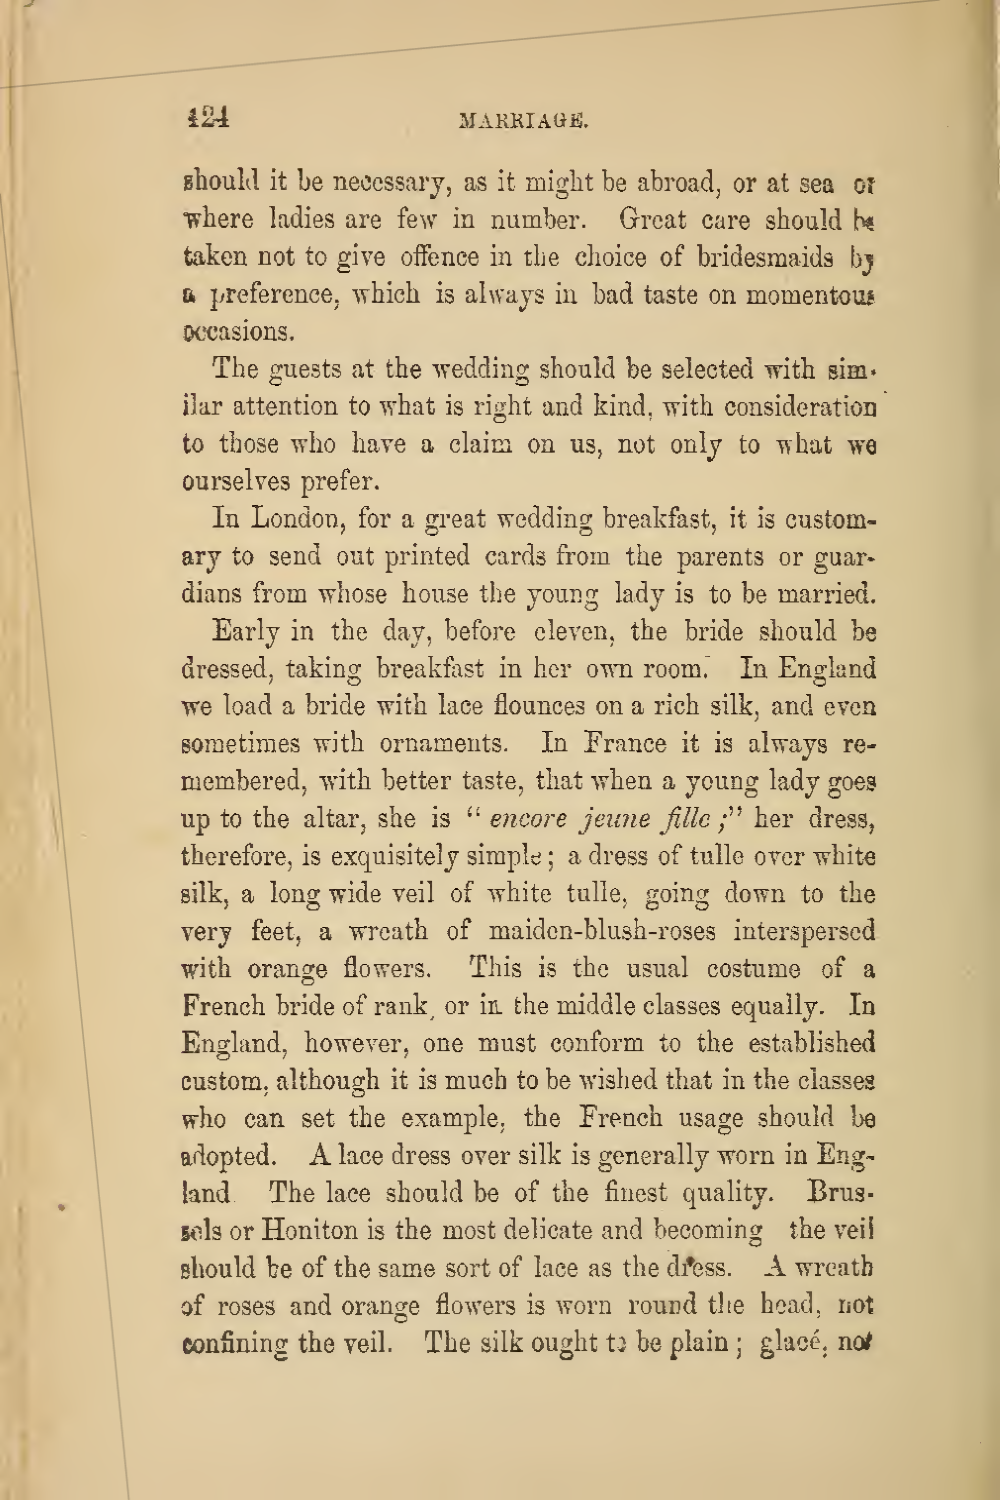 424 MARRIAGE.
should it be necessary, as it might be abroad, or at sea or
where ladies are few in number. Great care should be
taken not to give offence in the choice of bridesmaids by
a preference, which is always in bad taste on momentous
occasions.
The guests at the wedding should be selected with sim-
ilar attention to what is right and kind, with consideration
to those who have a claim on us, not only to what we
ourselves prefer.
In London, for a great wedding breakfast, it is custom-
ary to send out printed cards from the parents or guar-
dians from whose house the young lady is to be married.
Early in the day, before eleven, the bride should be
dressed, taking breakfast in her own room. In England
we load a bride with lace flounces on a rich silk, and even
sometimes with ornaments. In France it is always re-
membered, with better taste, that when a young lady goes
up to the altar, she is “ encore jeune fille ;” her dress,
therefore, is exquisitely simple ; a dress of tulle over white
silk, a long wide veil of white tulle, going down to the
very feet, a wreath of maiden-blush-roses interspersed
with orange flowers. This is the usual costume of a
French bride of rank, or in the middle classes equally. In
England, however, one must conform to the established
custom, although it is much to be wished that in the classes
who can set the example, the French usage should be
adopted. A lace dress over silk is generally worn in Eng-
land The lace should be of the finest quality. Brus-
sels or Honiton is the most delicate and becoming the veil
should be of the same sort of lace as the dress. A wreath
of roses and orange flowers is worn round the head, not
confining the veil. The silk ought to be plain ; glacé, not